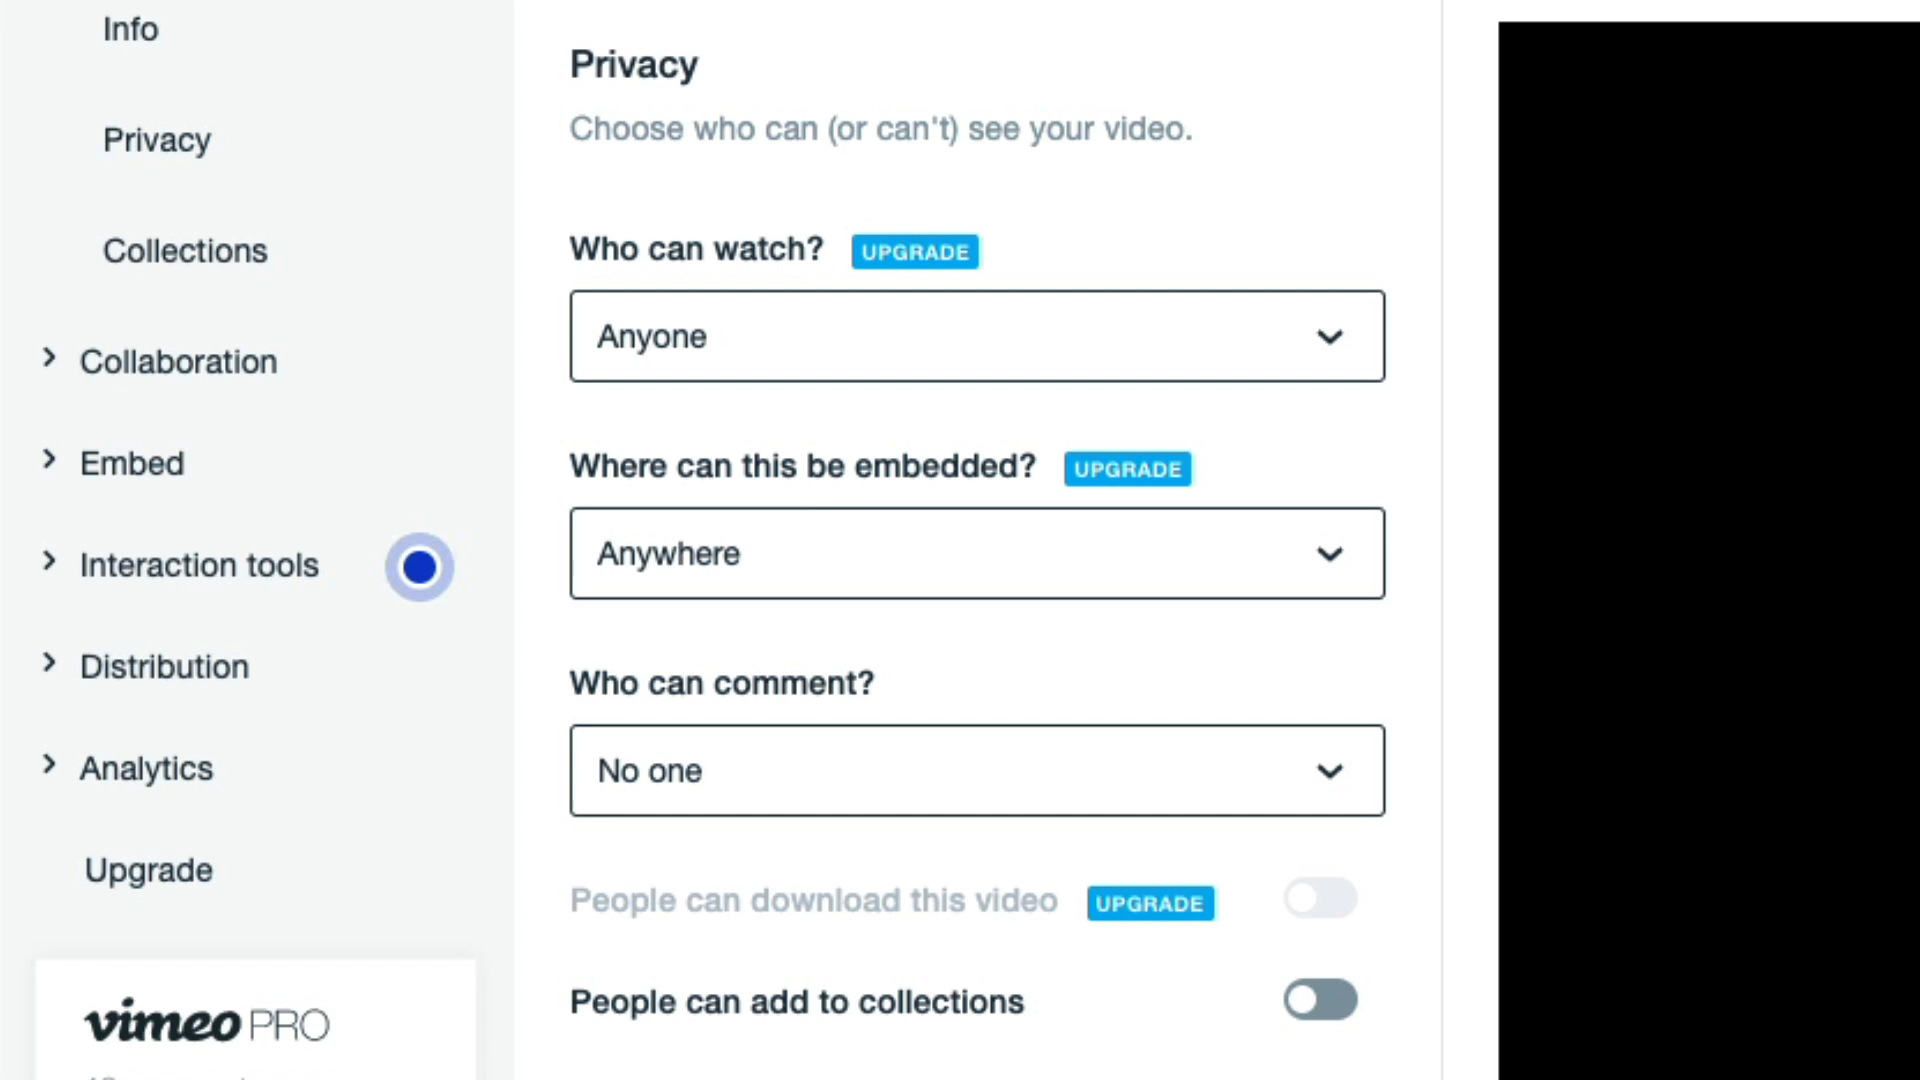 Info
Privacy
Collections
Collaboration
Embed
Interaction tools
Distribution
Analytics
Upgrade
vimeo PRO
Privacy
Choose who can (or can't) see your video.
Who can watch? UPGRADE
Anyone
Where can this be embedded? UPGRADE
Anywhere
Who can comment?
No one
People can download this video UPGRADE
People can add to collections